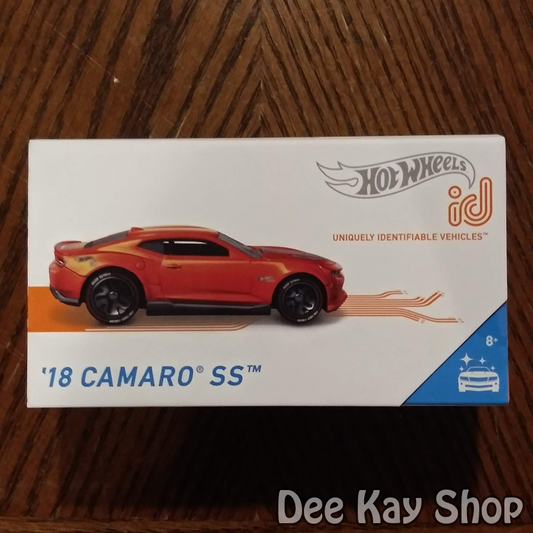 HOT WHEELS
id
UNIQUELY IDENTIFIABLE VEHICLES™
'18 CAMARO® SS™
8+
Dee Kay Shop